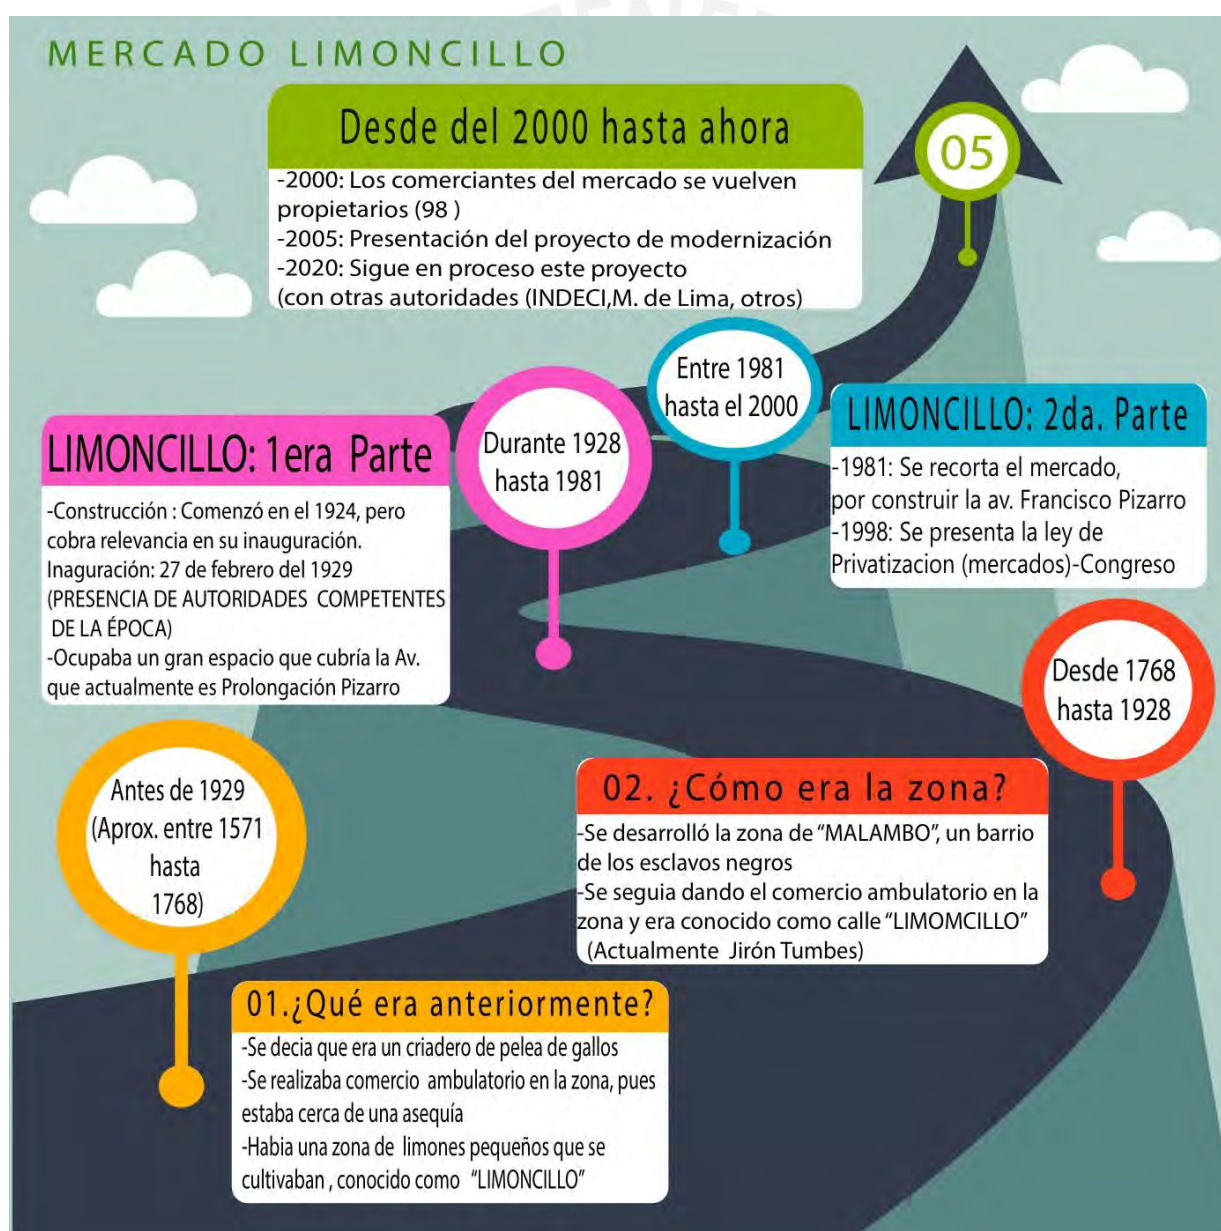 MERCADO LIMONCILLO
Desde del 2000 hasta ahora
05
-2000: Los comerciantes del mercado se vuelven
propietarios (98 )
-2005: Presentación del proyecto de modernización
-2020: Sigue en proceso este proyecto
(con otras autoridades (INDECI,M. de Lima, otros)
Entre 1981
hasta el 2000
LIMONCILLO: 2da. Parte
-1981: Se recorta el mercado,
por construir la av. Francisco Pizarro
-1998: Se presenta la ley de
Privatizacion (mercados)-Congreso
Durante 1928
hasta 1981
LIMONCILLO: 1era Parte
-Construcción : Comenzó en el 1924, pero
cobra relevancia en su inauguración.
Inaguración: 27 de febrero del 1929
(PRESENCIA DE AUTORIDADES COMPETENTES
DE LA ÉPOCA)
-Ocupaba un gran espacio que cubría la Av.
que actualmente es Prolongación Pizarro
Desde 1768
hasta 1928
02. ¿Cómo era la zona?
-Se desarrolló la zona de "MALAMBO", un barrio
de los esclavos negros
-Se seguia dando el comercio ambulatorio en la
zona y era conocido como calle "LIMOMCILLO"
(Actualmente Jirón Tumbes)
Antes de 1929
(Aprox. entre 1571
hasta
1768)
01.¿Qué era anteriormente?
-Se decia que era un criadero de pelea de gallos
-Se realizaba comercio ambulatorio en la zona, pues
estaba cerca de una asequía
-Habia una zona de limones pequeños que se
cultivaban , conocido como "LIMONCILLO"